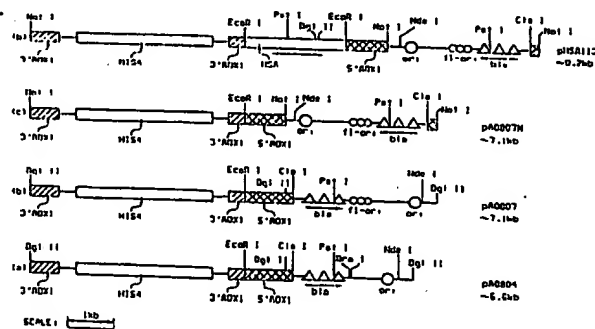 Pst I
EcoR I
Bgl II
EcoR I
Not I
Nde I
Pst I
Cla I
Not I
Not I
(b)
pHSA113
3'AOX1
HIS4
3'AOX1
HSA
5'AOX1
ori
f1-ori
bla
EcoR I
Not I
Nde I
Pst I
Cla I
Not I
Not I
(c)
pAO807N
~7.1kb
3'AOX1
HIS4
3'AOX1
5'AOX1
ori
f1-ori
bla
EcoR I
Cla I
Bgl II
Pst I
Nde I
Bgl II
Bgl II
(b)
pAO807
~7.1kb
3'AOX1
HIS4
3'AOX1
5'AOX1
bla
f1-ori
ori
EcoR I
Cla I
Bgl I
Pst I
Dra I
Nde I
Bgl II
Bgl II
(a)
pAO804
~6.6kb
3'AOX1
HIS4
3'AOX1
5'AOX1
bla
ori
SCALE:
1kb